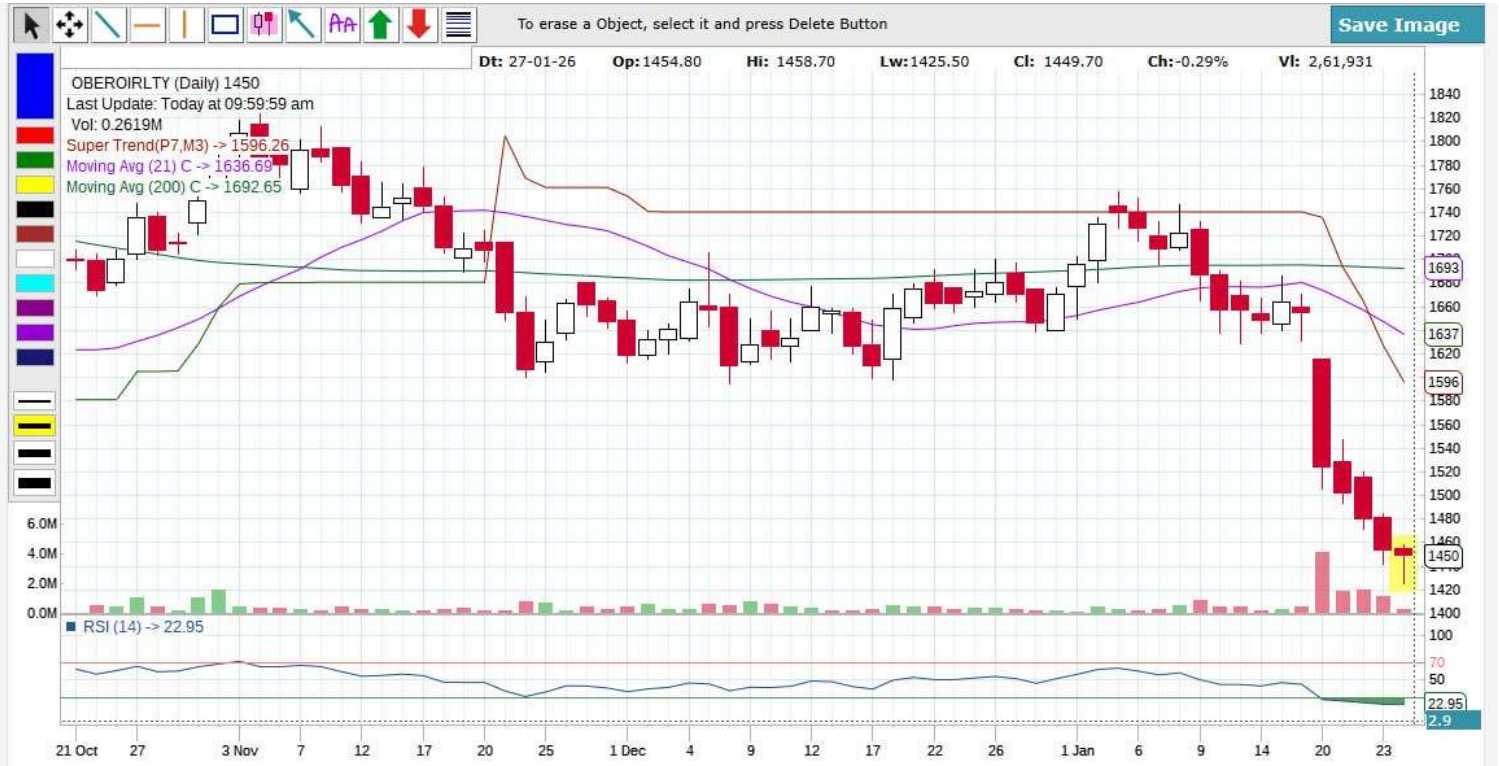 To erase a Object, select it and press Delete Button
Save Image
Dt: 27-01-26 Op:1454.80 Hi: 1458.70 Lw:1425.50 Cl: 1449.70 Ch:-0.29% Vl: 2,61,931
OBEROIRLTY (Daily) 1450
Last Update: Today at 09:59:59 am
Vol: 0.2619M
Super Trend(P7,M3) -> 1596.26
Moving Avg (21) C -> 1636.69
Moving Avg (200) C -> 1692.65
1840
1820
1800
1780
1760
1740
1720
1693
1680
1660
1637
1620
1596
1580
1560
1540
1520
1500
1480
1460
1450
1420
1400
6.0M
4.0M
2.0M
0.0M
RSI (14) -> 22.95
100
70
50
22.95
2.9
21 Oct 27 3 Nov 7 12 17 20 25 1 Dec 4 9 12 17 22 26 1 Jan 6 9 14 20 23